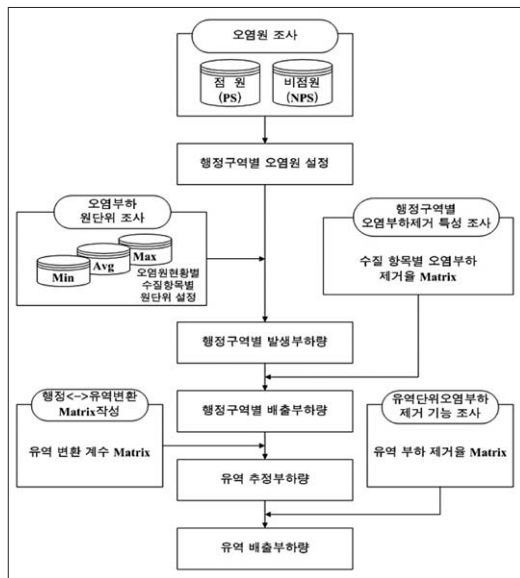 오염원 조사
점 원
(PS)
비점원
(NPS)
행정구역별 오염원 설정
오염부하
원단위 조사
Min
Avg
Max
오염원현황별
수질항목별
원단위 설정
행정구역별
오염부하제거 특성 조사
수질 항목별 오염부하
제거율 Matrix
행정구역별 발생부하량
행정<->유역변환
Matrix작성
유역 변환 계수 Matrix
행정구역별 배출부하량
유역단위오염부하
제거 기능 조사
유역 부하 제거율 Matrix
유역 추정부하량
유역 배출부하량